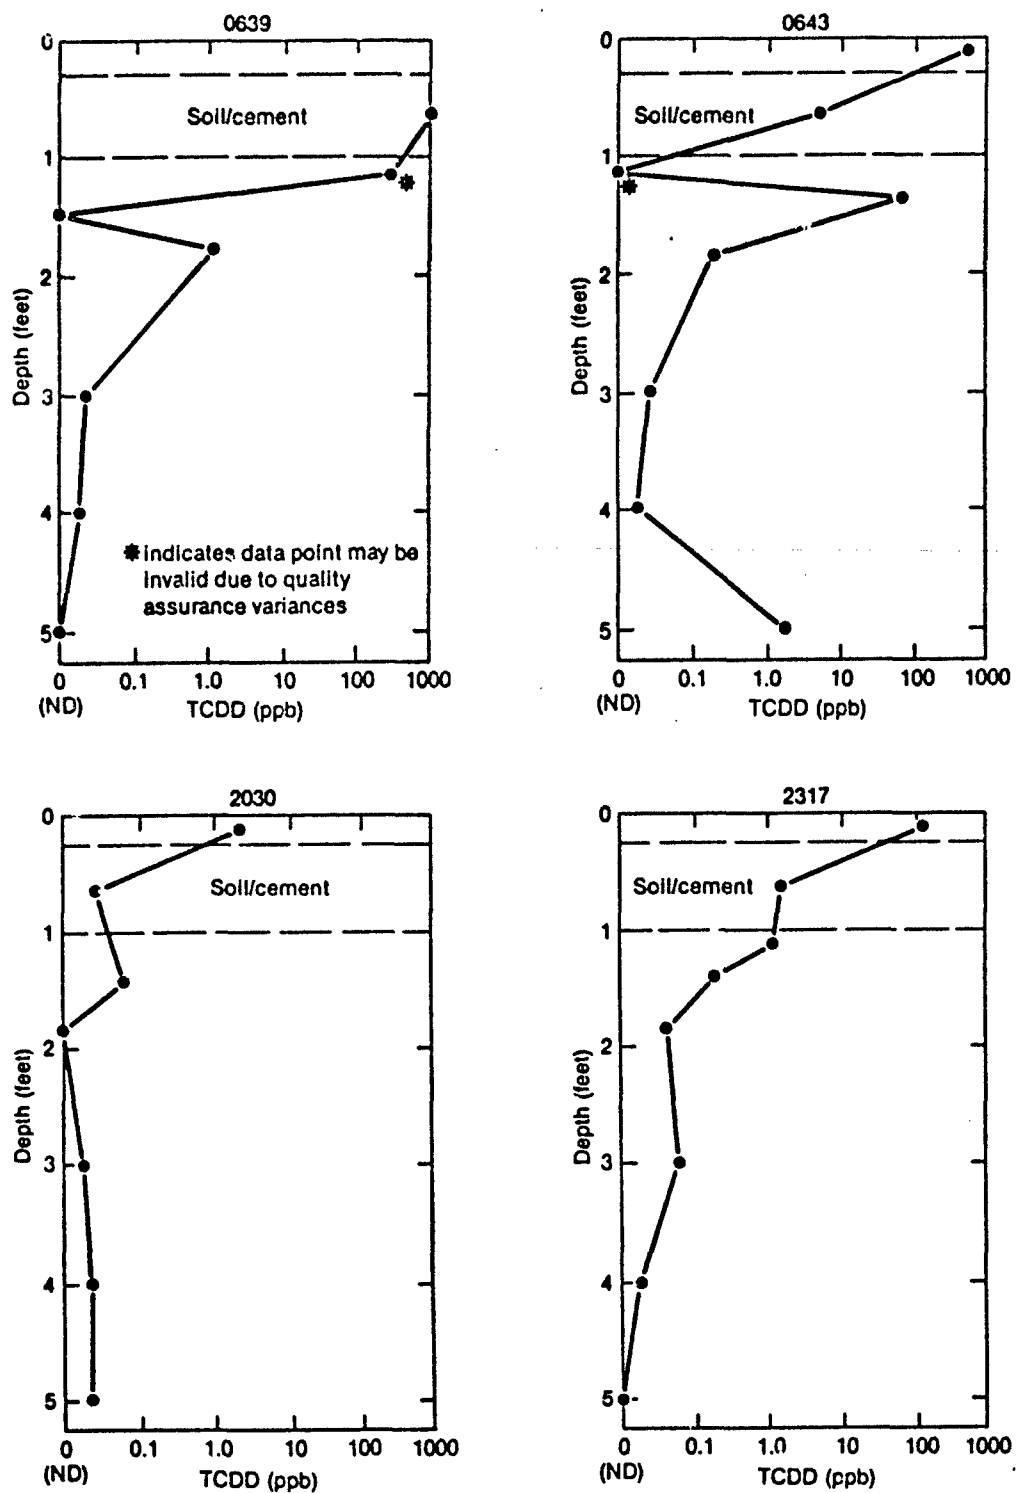 0639
0
Soil/cement
1
2
Depth (feet)
3
4
✱ indicates data point may be
invalid due to quality
assurance variances
5
0 0.1 1.0 10 100 1000
(ND) TCDD (ppb)
0643
0
Soil/cement
1
✱
2
Depth (feet)
3
4
5
0 0.1 1.0 10 100 1000
(ND) TCDD (ppb)
2030
0
Soil/cement
1
2
Depth (feet)
3
4
5
0 0.1 1.0 10 100 1000
(ND) TCDD (ppb)
2317
0
Soil/cement
1
2
Depth (feet)
3
4
5
0 0.1 1.0 10 100 1000
(ND) TCDD (ppb)